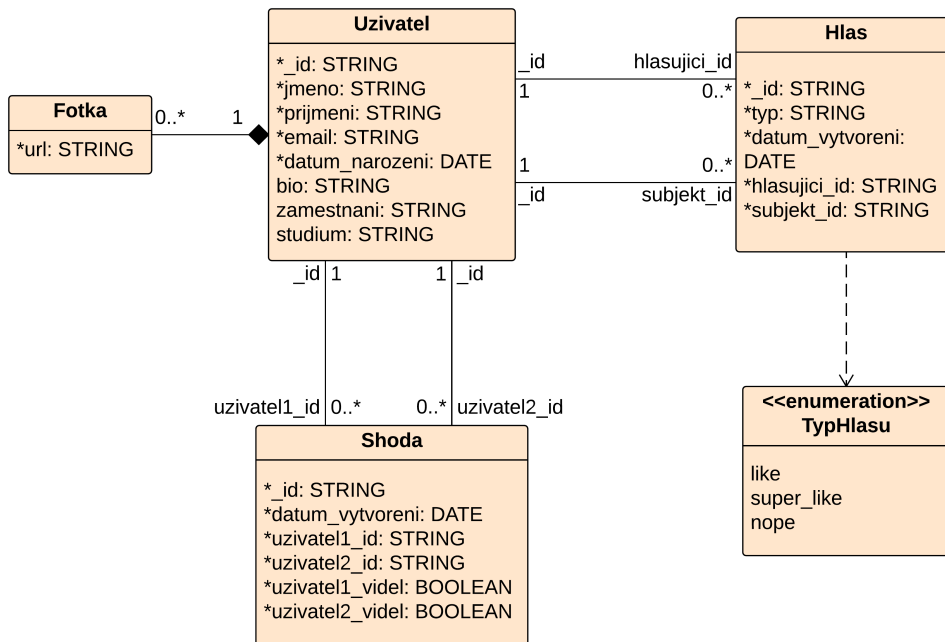 Uzivatel
*_id: STRING
*jmeno: STRING
*prijmeni: STRING
*email: STRING
*datum_narozeni: DATE
bio: STRING
zamestnani: STRING
studium: STRING
Fotka
*url: STRING
0..*
1
_id
hlasujici_id
1
0..*
1
0..*
_id
subjekt_id
Hlas
*_id: STRING
*typ: STRING
*datum_vytvoreni:
DATE
*hlasujici_id: STRING
*subjekt_id: STRING
_id
1
1
_id
uzivatel1_id
0..*
0..*
uzivatel2_id
<<enumeration>>
TypHlasu
like
super_like
nope
Shoda
*_id: STRING
*datum_vytvoreni: DATE
*uzivatel1_id: STRING
*uzivatel2_id: STRING
*uzivatel1_videl: BOOLEAN
*uzivatel2_videl: BOOLEAN